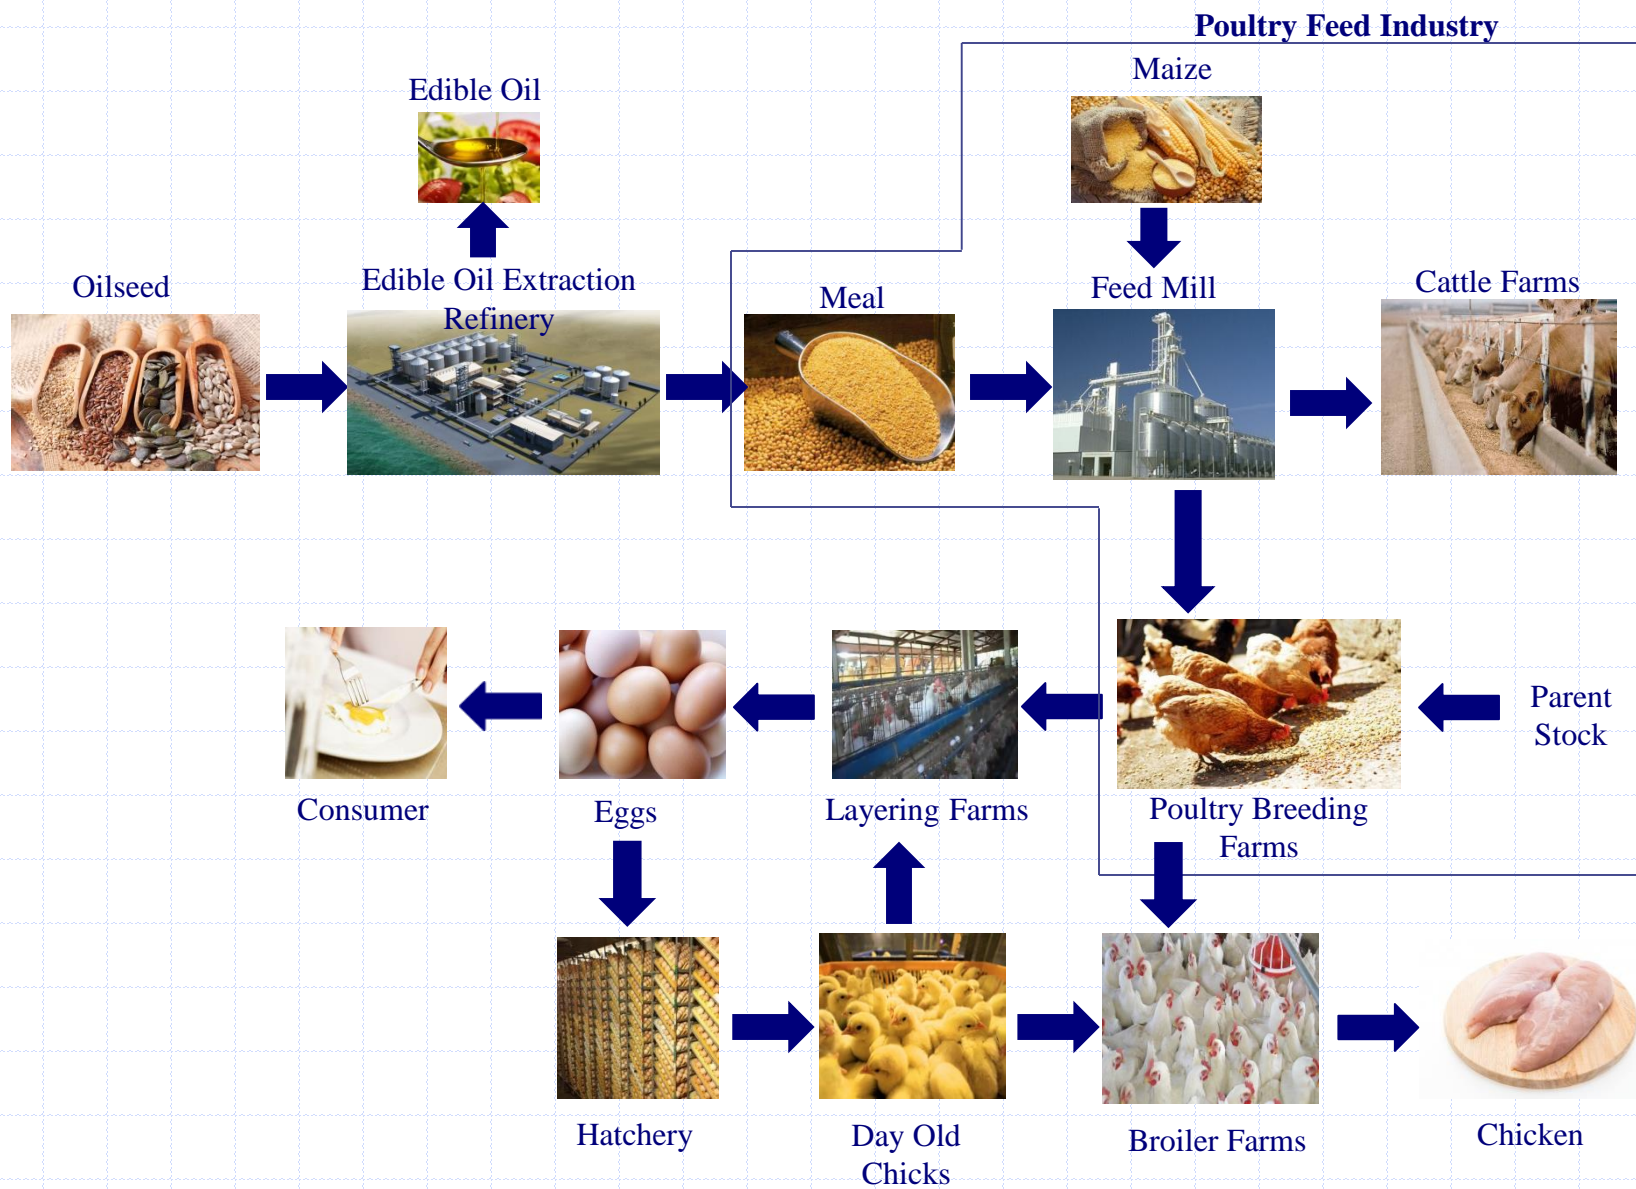 Poultry Feed Industry
Maize
Edible Oil
Oilseed
Edible Oil Extraction
Refinery
Meal
Feed Mill
Cattle Farms
Parent
Stock
Consumer
Eggs
Layering Farms
Poultry Breeding
Farms
Hatchery
Day Old
Chicks
Broiler Farms
Chicken